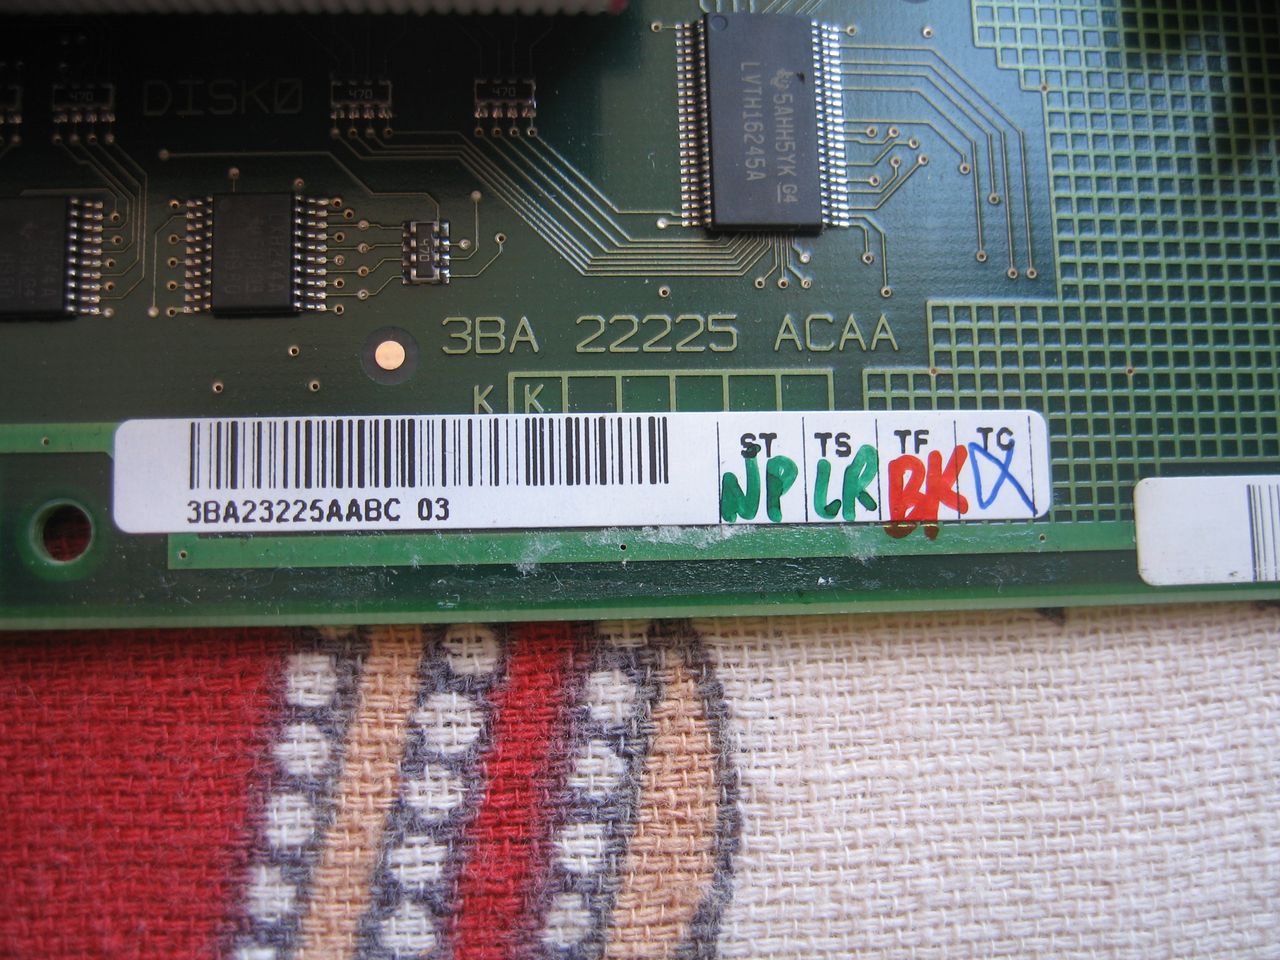 470
DISK0
470
470
5AHH5YK G4
LVTH16245A
470
3BA 22225 ACAA
K K
ST TS TF TC
NP LR BK
3BA23225AABC 03